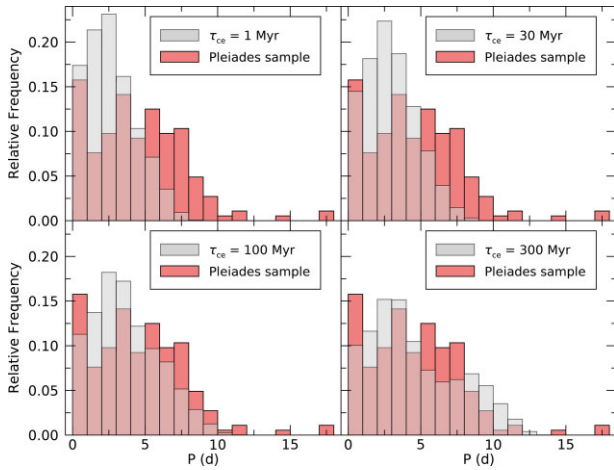 0.20
0.15
0.10
0.05
0.00
Relative Frequency
τce = 1 Myr
Pleiades sample
τce = 30 Myr
Pleiades sample
0.20
0.15
0.10
0.05
0.00
Relative Frequency
τce = 100 Myr
Pleiades sample
τce = 300 Myr
Pleiades sample
0 5 10 15
0 5 10 15
P (d)
P (d)